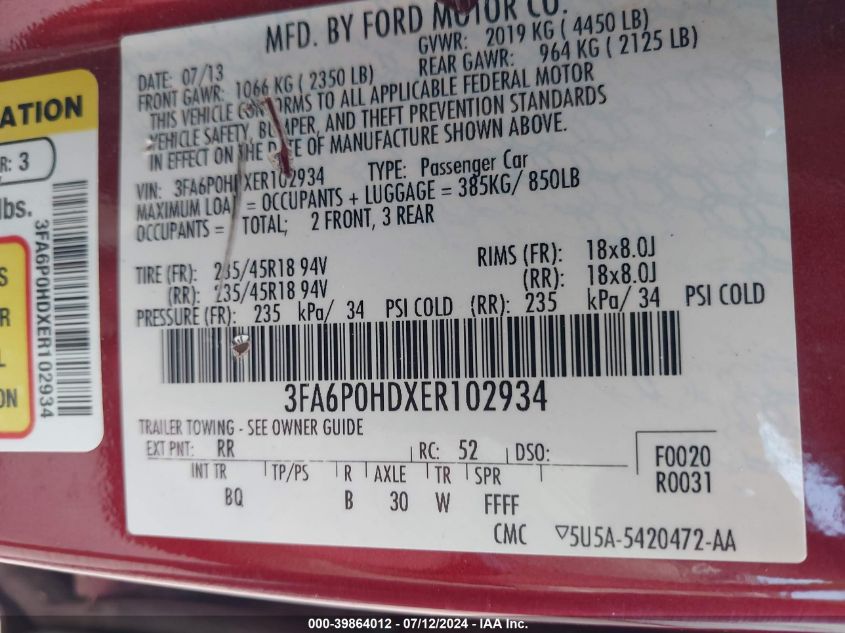 MFD. BY FORD MOTOR CO.
DATE: 07/13 GVWR: 2019 KG ( 4450 LB)
FRONT GAWR: 1066 KG ( 2350 LB) REAR GAWR: 964 KG ( 2125 LB)
THIS VEHICLE CONFORMS TO ALL APPLICABLE FEDERAL MOTOR
VEHICLE SAFETY, BUMPER, AND THEFT PREVENTION STANDARDS
IN EFFECT ON THE DATE OF MANUFACTURE SHOWN ABOVE.
VIN: 3FA6P0HDXER102934 TYPE: Passenger Car
MAXIMUM LOAD = OCCUPANTS + LUGGAGE = 385KG/ 850LB
OCCUPANTS = TOTAL; 2 FRONT, 3 REAR
TIRE (FR): 235/45R18 94V RIMS (FR): 18x8.0J
(RR): 235/45R18 94V (RR): 18x8.0J
PRESSURE (FR): 235 kPa/ 34 PSI COLD (RR): 235 kPa/ 34 PSI COLD
3FA6P0HDXER102934
TRAILER TOWING - SEE OWNER GUIDE
EXT PNT: RR RC: 52 DSO:
F0020
INT TR TP/PS R AXLE TR SPR
R0031
BQ B 30 W FFFF
CMC ▽5U5A-5420472-AA
ATION
R: 3
lbs.
3FA6P0HDXER102934
S
R
L
ON
000-39864012 - 07/12/2024 - IAA Inc.